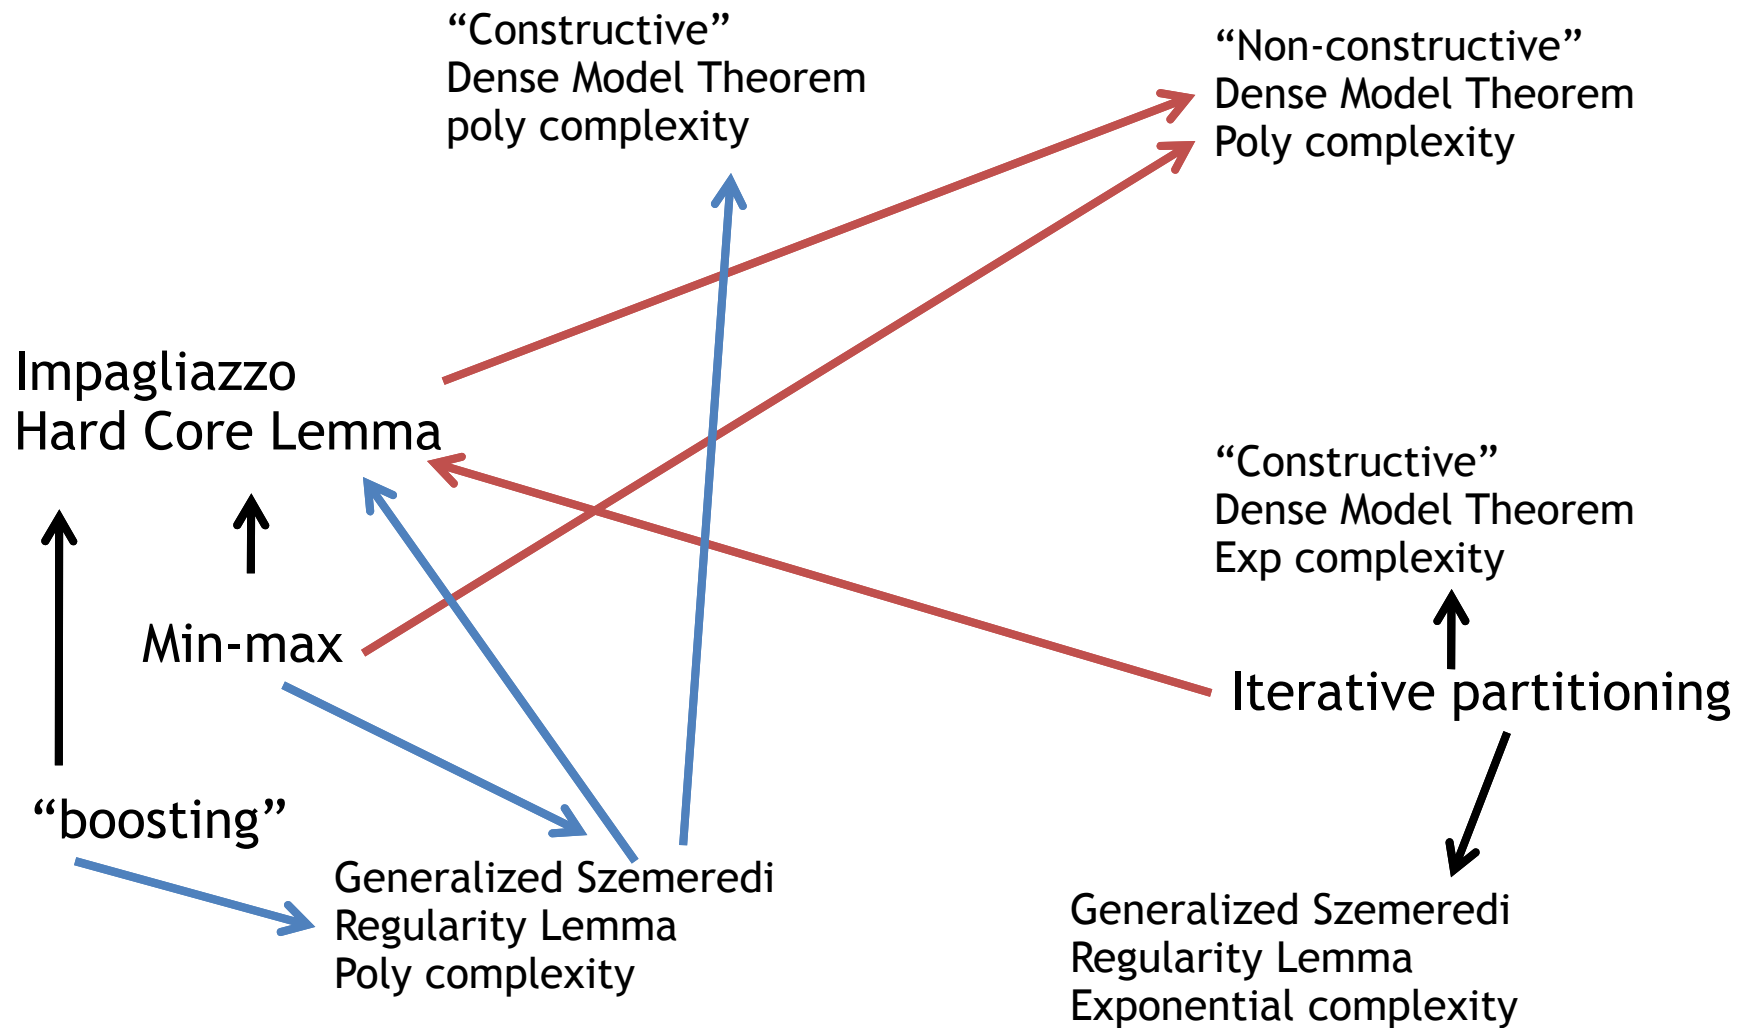 “Constructive”
Dense Model Theorem
poly complexity
“Non-constructive”
Dense Model Theorem
Poly complexity
Impagliazzo
Hard Core Lemma
“Constructive”
Dense Model Theorem
Exp complexity
Min-max
Iterative partitioning
“boosting”
Generalized Szemeredi
Regularity Lemma
Poly complexity
Generalized Szemeredi
Regularity Lemma
Exponential complexity